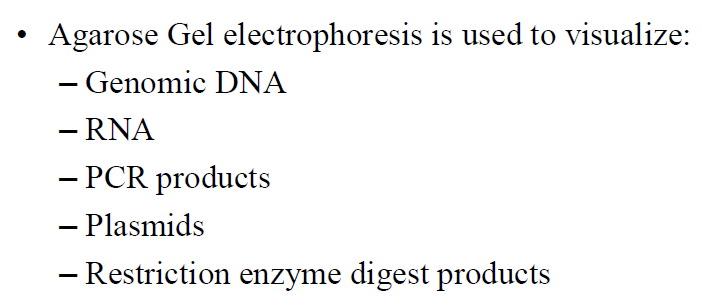 • Agarose Gel electrophoresis is used to visualize:
– Genomic DNA
– RNA
– PCR products
– Plasmids
– Restriction enzyme digest products